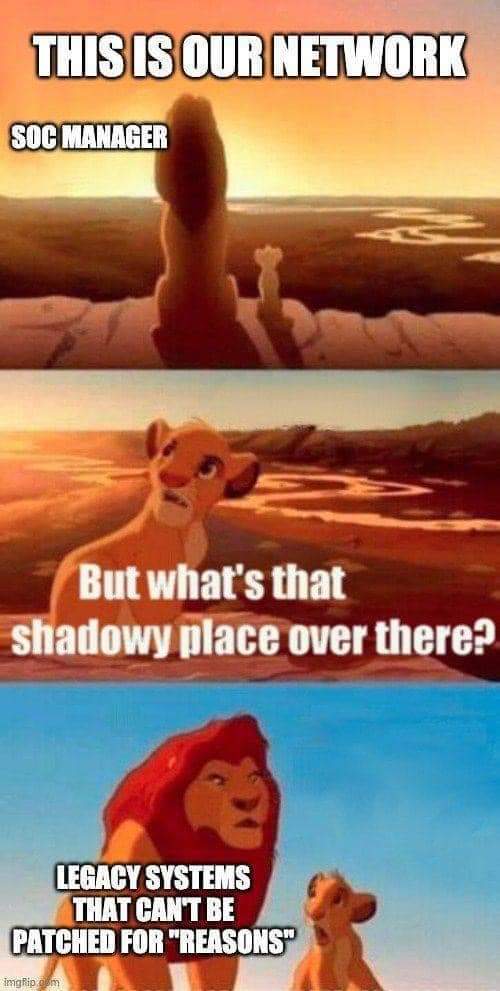 THIS IS OUR NETWORK
SOC MANAGER
But what's that
shadowy place over there?
LEGACY SYSTEMS
THAT CAN'T BE
PATCHED FOR "REASONS"
imgflip.com